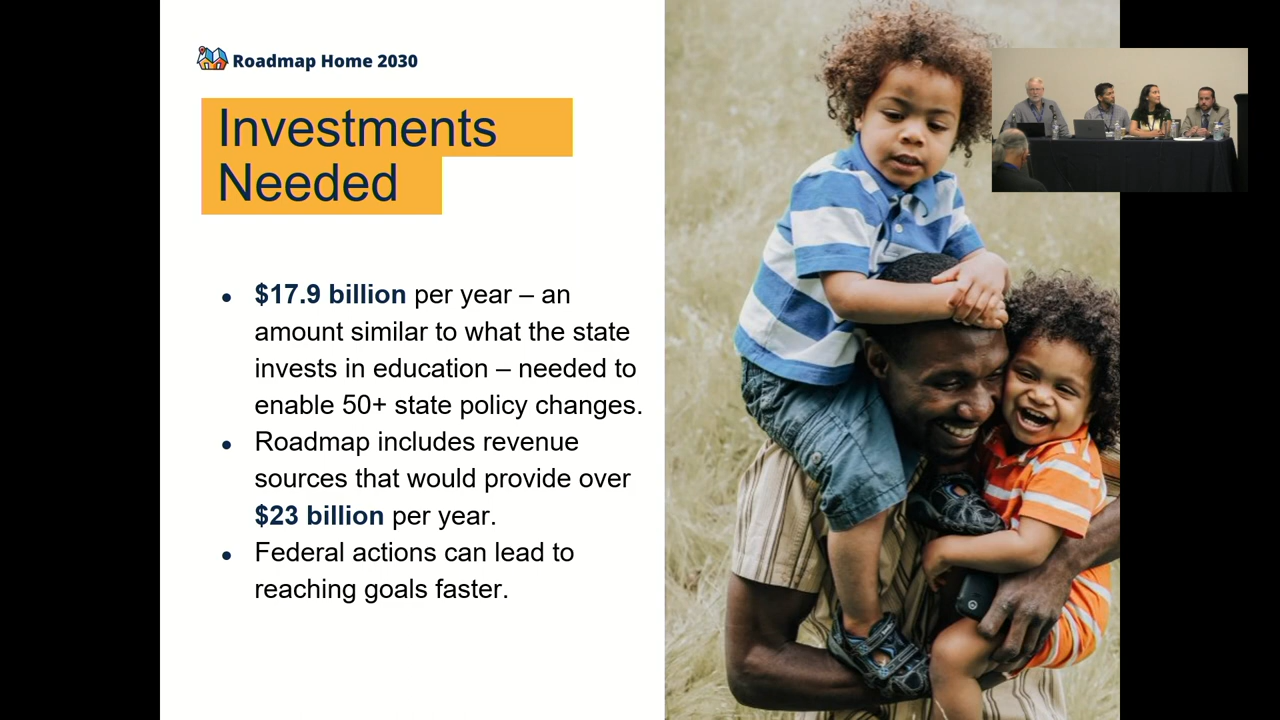 Roadmap Home 2030
Investments
Needed
● $17.9 billion per year – an
amount similar to what the state
invests in education – needed to
enable 50+ state policy changes.
● Roadmap includes revenue
sources that would provide over
$23 billion per year.
● Federal actions can lead to
reaching goals faster.